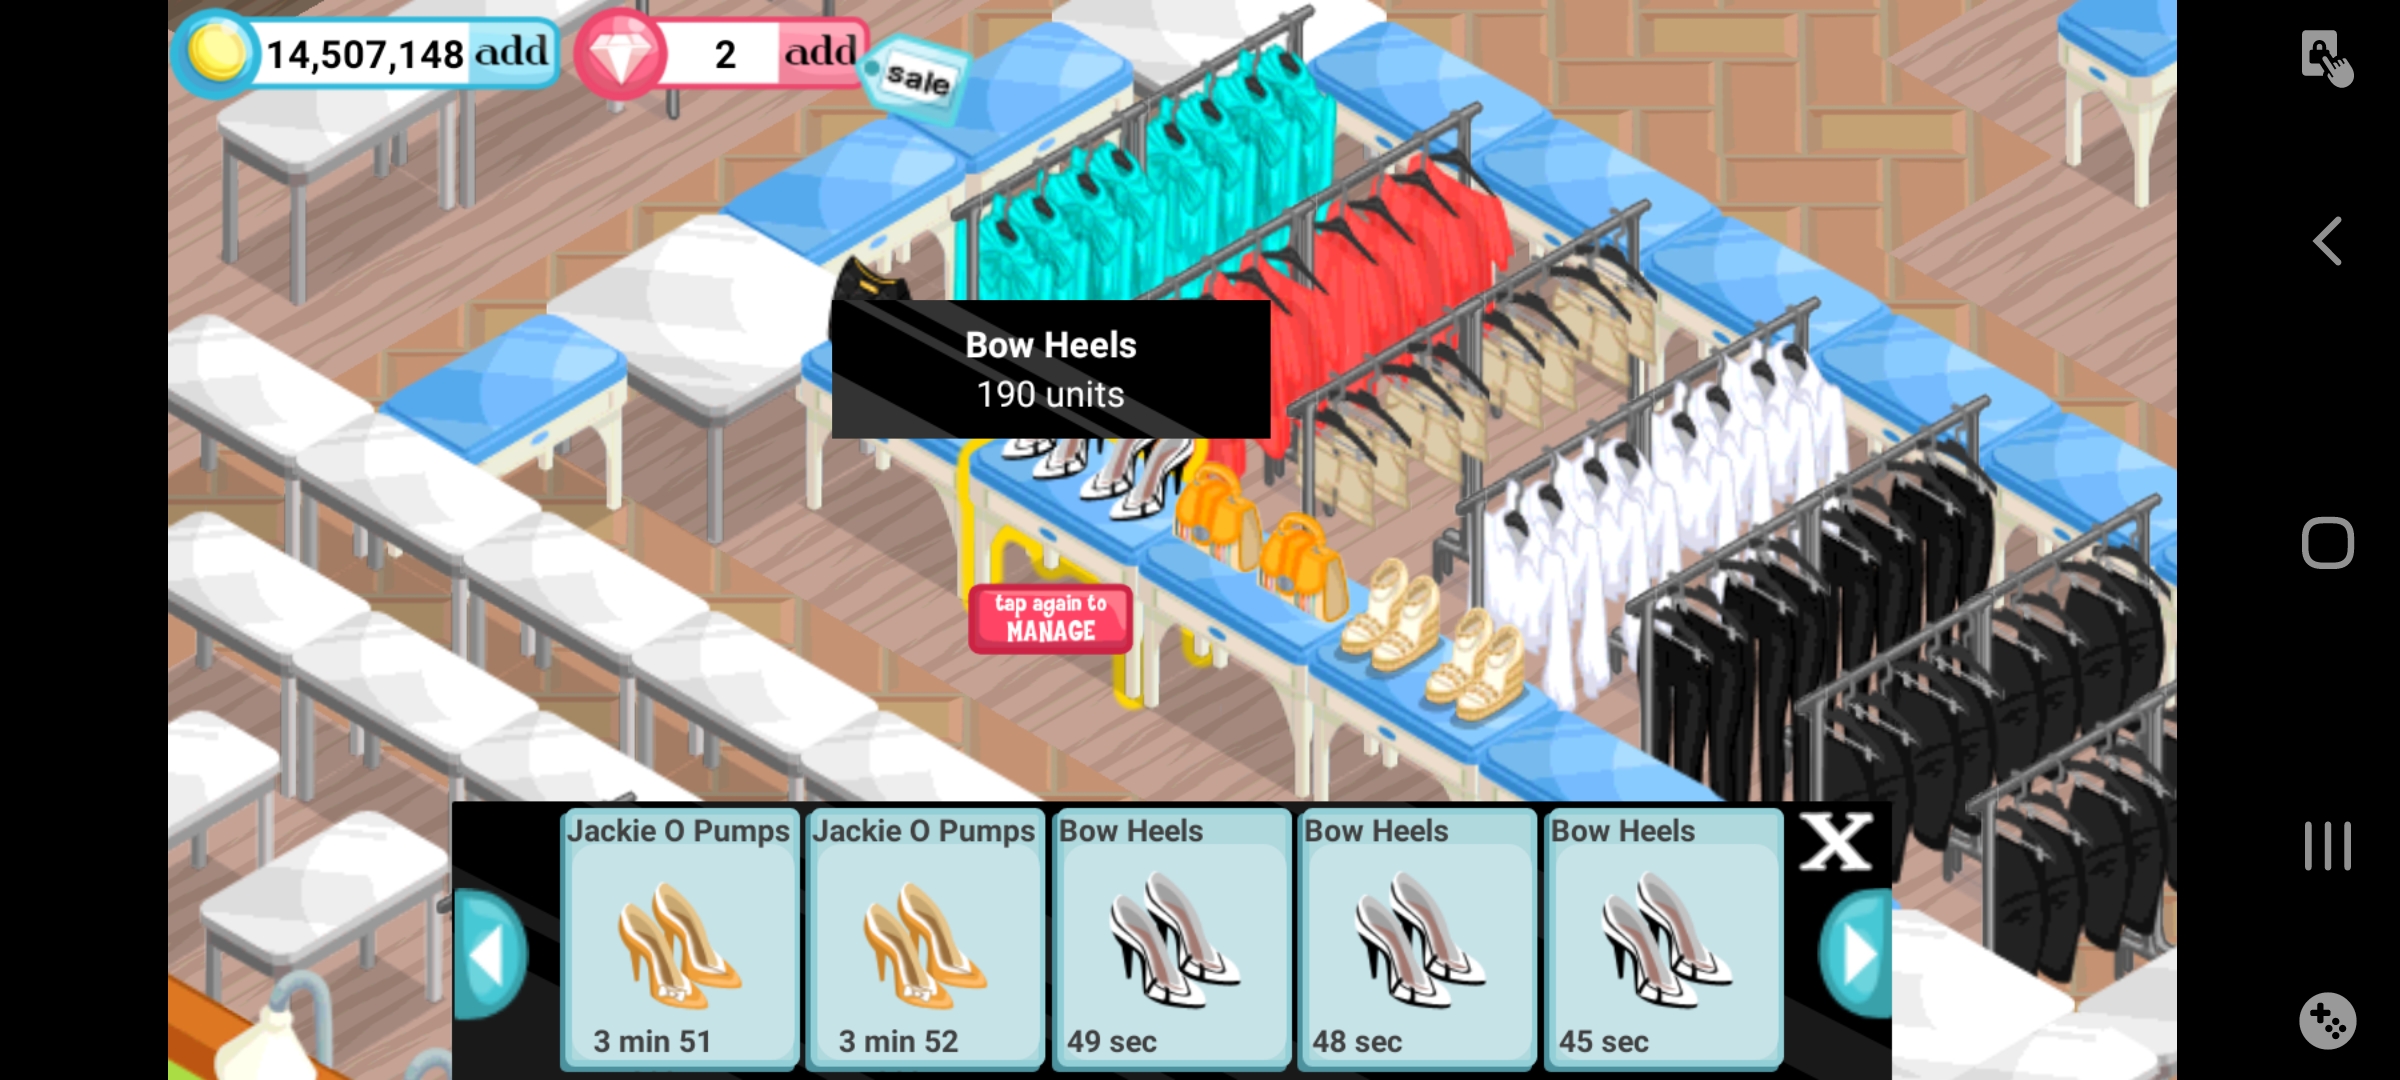 14,507,148 add
2 add
sale
Bow Heels
190 units
tap again to
MANAGE
Jackie O Pumps
3 min 51
Jackie O Pumps
3 min 52
Bow Heels
49 sec
Bow Heels
48 sec
Bow Heels
45 sec
X